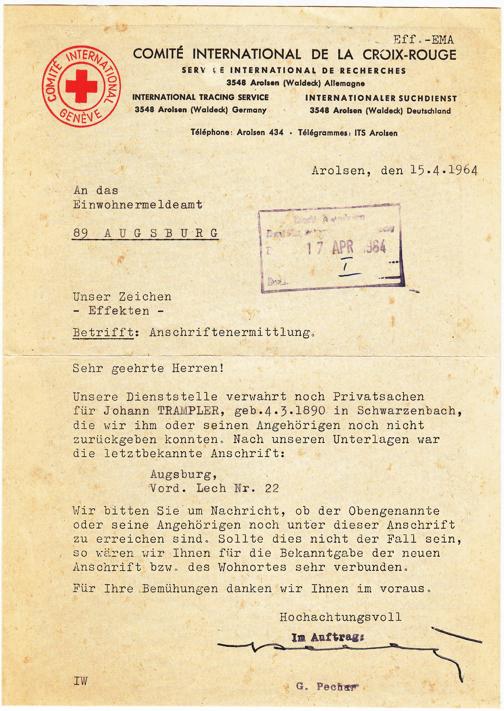 Eff.-EMA
COMITÉ INTERNATIONAL GENÈVE
COMITÉ INTERNATIONAL DE LA CROIX-ROUGE
SERVICE INTERNATIONAL DE RECHERCHES
3548 Arolsen (Waldeck) Allemagne
INTERNATIONAL TRACING SERVICE INTERNATIONALER SUCHDIENST
3548 Arolsen (Waldeck) Germany 3548 Arolsen (Waldeck) Deutschland
Téléphone: Arolsen 434 · Télégrammes: ITS Arolsen
Arolsen, den 15.4.1964
An das
Einwohnermeldeamt
89 AUGSBURG
17 APR 1964
I
Unser Zeichen
- Effekten -
Betrifft: Anschriftenermittlung.
Sehr geehrte Herren!
Unsere Dienststelle verwahrt noch Privatsachen
für Johann TRAMPLER, geb.4.3.1890 in Schwarzenbach,
die wir ihm oder seinen Angehörigen noch nicht
zurückgeben konnten. Nach unseren Unterlagen war
die letztbekannte Anschrift:
Augsburg,
Vord. Lech Nr. 22
Wir bitten Sie um Nachricht, ob der Obengenannte
oder seine Angehörigen noch unter dieser Anschrift
zu erreichen sind. Sollte dies nicht der Fall sein,
so wären wir Ihnen für die Bekanntgabe der neuen
Anschrift bzw. des Wohnortes sehr verbunden.
Für Ihre Bemühungen danken wir Ihnen im voraus.
Hochachtungsvoll
Im Auftrag:
IW
G. Pechar